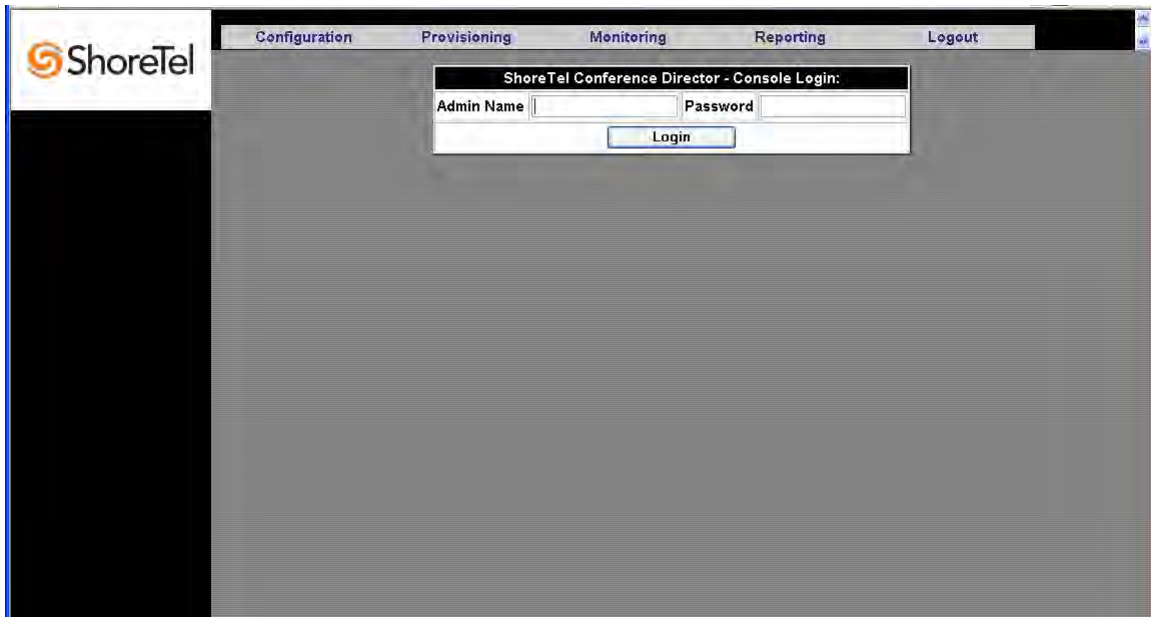 ShoreTel
Configuration Provisioning Monitoring Reporting Logout
ShoreTel Conference Director - Console Login:
Admin Name Password
Login